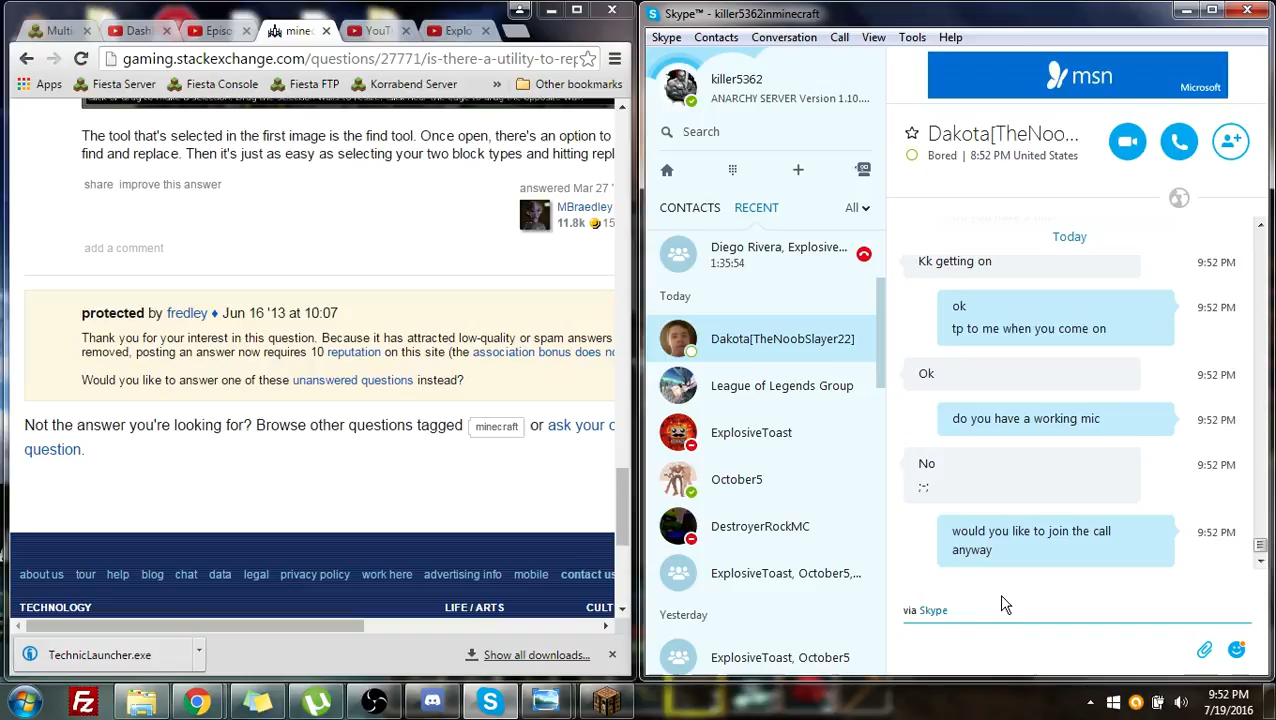 Multi
Dash
Episo
minec
YouT
Explo
gaming.stackexchange.com/questions/27771/is-there-a-utility-to-rep
Apps
Fiesta Server
Fiesta Console
Fiesta FTP
Korrabend Server
»
Other bookmarks
The tool that's selected in the first image is the find tool. Once open, there's an option to
find and replace. Then it's just as easy as selecting your two block types and hitting repl
share improve this answer
answered Mar 27 '
MBraedley
11.8k
15
add a comment
protected by fredley ♦ Jun 16 '13 at 10:07
Thank you for your interest in this question. Because it has attracted low-quality or spam answers
removed, posting an answer now requires 10 reputation on this site (the association bonus does no
Would you like to answer one of these unanswered questions instead?
Not the answer you're looking for? Browse other questions tagged minecraft or ask your o
question.
about us tour help blog chat data legal privacy policy work here advertising info mobile contact us
TECHNOLOGY
LIFE / ARTS
CULT
TechnicLauncher.exe
Show all downloads...
Skype™ - killer5362inminecraft
Skype Contacts Conversation Call View Tools Help
killer5362
ANARCHY SERVER Version 1.10....
Search
CONTACTS
RECENT
All
Diego Rivera, Explosive...
1:35:54
Today
Dakota[TheNoobSlayer22]
League of Legends Group
ExplosiveToast
October5
DestroyerRockMC
ExplosiveToast, October5,...
Yesterday
ExplosiveToast, October5
msn
Microsoft
Dakota[TheNoo...
Bored | 8:52 PM United States
Today
Kk getting on
9:52 PM
ok
9:52 PM
tp to me when you come on
Ok
9:52 PM
do you have a working mic
9:52 PM
No
9:52 PM
;-;
would you like to join the call
9:52 PM
anyway
via Skype
9:52 PM
7/19/2016